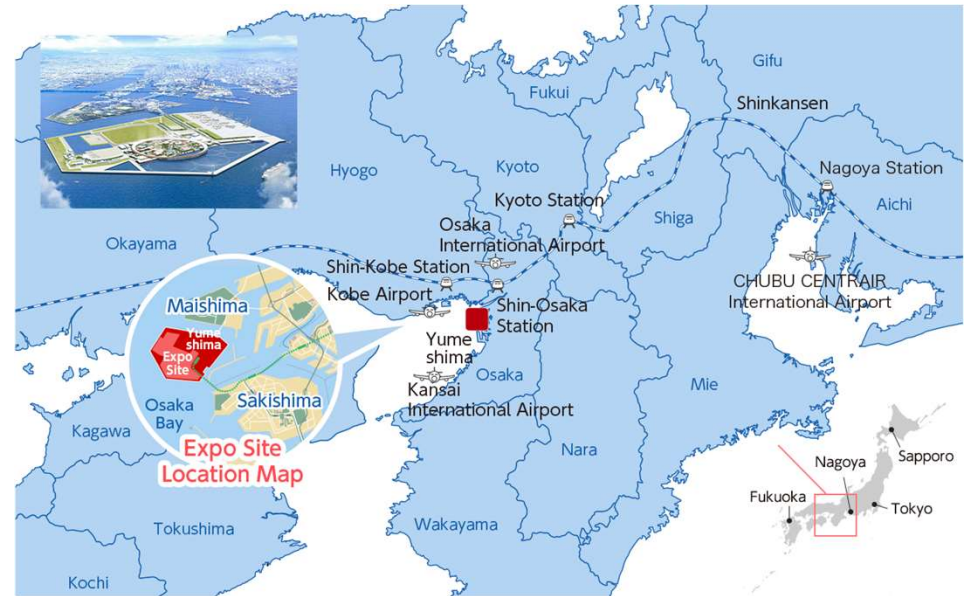 Gifu
Fukui
Shinkansen
Hyogo
Kyoto
Nagoya Station
Kyoto Station
Shiga
Aichi
Okayama
Osaka
International Airport
Shin-Kobe Station
CHUBU CENTRAIR
International Airport
Kobe Airport
Shin-Osaka
Station
Maishima
Yume
shima
Expo
Site
Yume
shima
Osaka
Kansai
International Airport
Mie
Sakishima
Osaka
Bay
Kagawa
Expo Site
Location Map
Nara
Sapporo
Nagoya
Fukuoka
Tokyo
Tokushima
Wakayama
Kochi